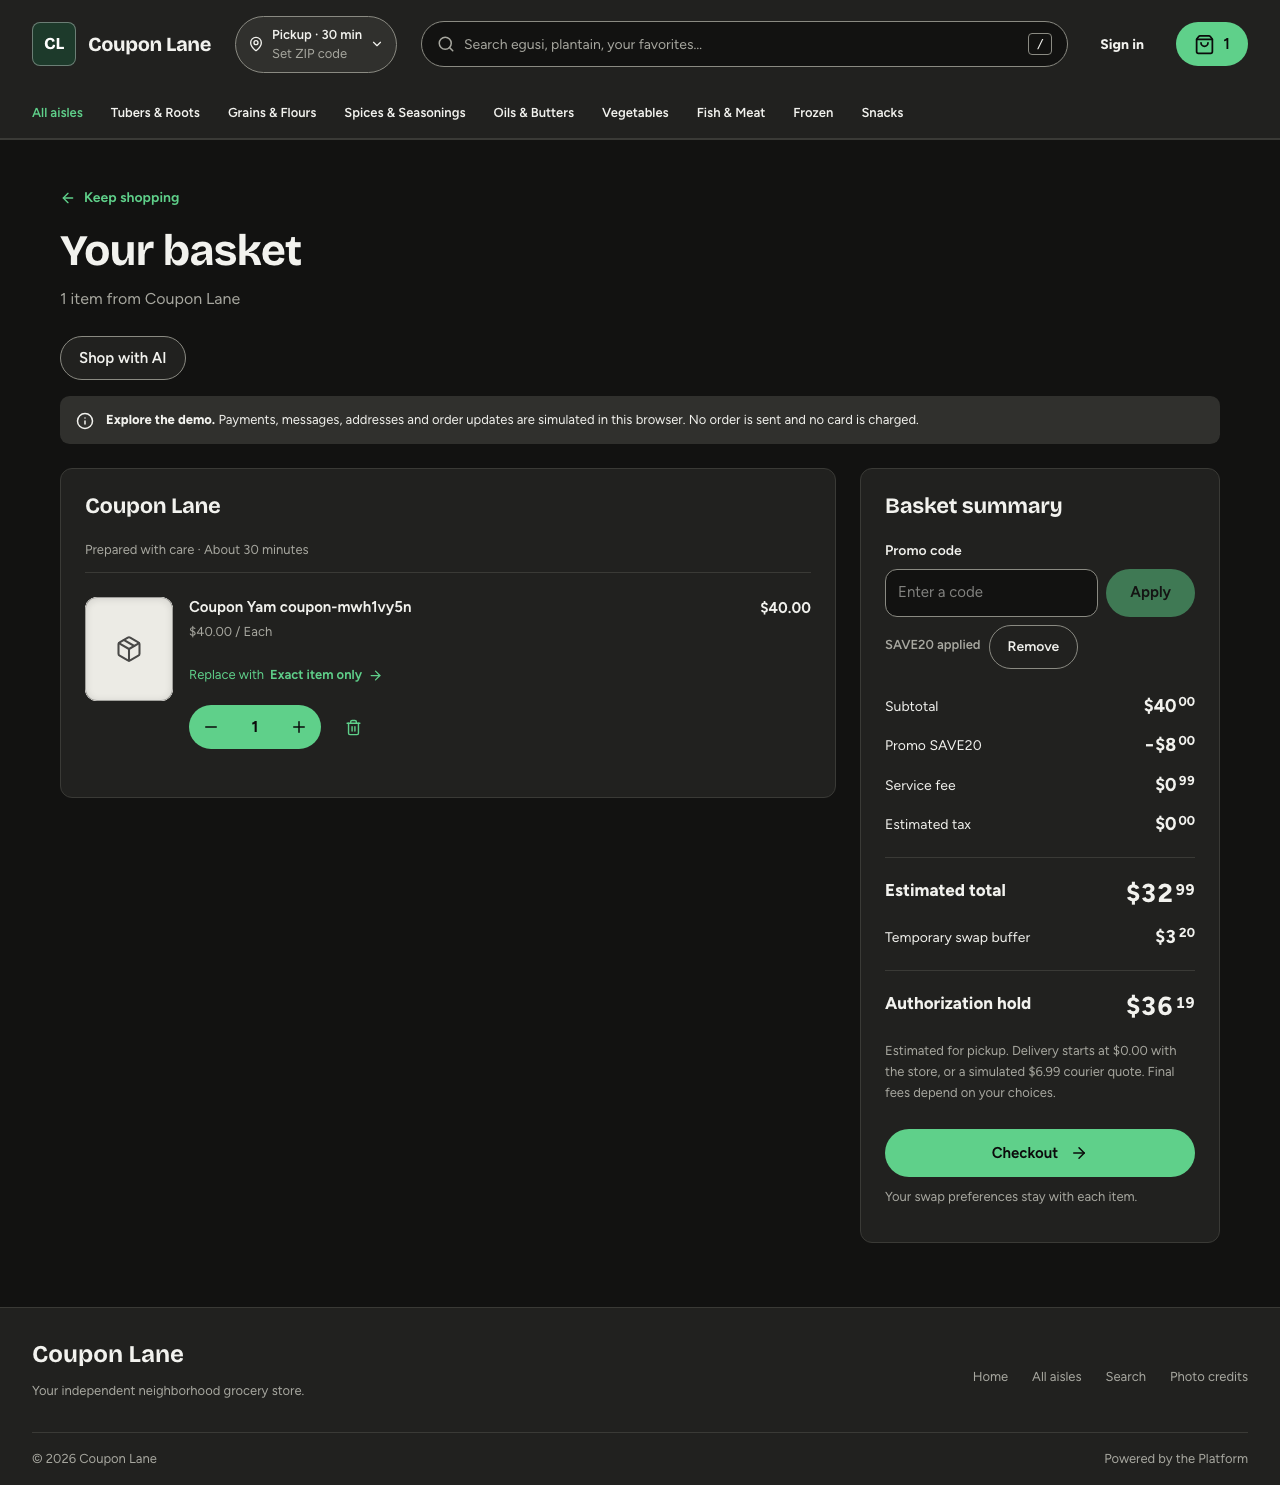 CL
Coupon Lane
Pickup · 30 min
Set ZIP code
Search egusi, plantain, your favorites...
/
Sign in
1
All aisles
Tubers & Roots
Grains & Flours
Spices & Seasonings
Oils & Butters
Vegetables
Fish & Meat
Frozen
Snacks
Keep shopping
Your basket
1 item from Coupon Lane
Shop with AI
Explore the demo. Payments, messages, addresses and order updates are simulated in this browser. No order is sent and no card is charged.
Coupon Lane
Prepared with care · About 30 minutes
Coupon Yam coupon-mwh1vy5n
$40.00
$40.00 / Each
Replace with Exact item only
1
Basket summary
Promo code
Enter a code
Apply
SAVE20 applied
Remove
Subtotal
$40 00
Promo SAVE20
-$8 00
Service fee
$0 99
Estimated tax
$0 00
Estimated total
$32 99
Temporary swap buffer
$3 20
Authorization hold
$36 19
Estimated for pickup. Delivery starts at $0.00 with
the store, or a simulated $6.99 courier quote. Final
fees depend on your choices.
Checkout
Your swap preferences stay with each item.
Coupon Lane
Your independent neighborhood grocery store.
Home
All aisles
Search
Photo credits
© 2026 Coupon Lane
Powered by the Platform